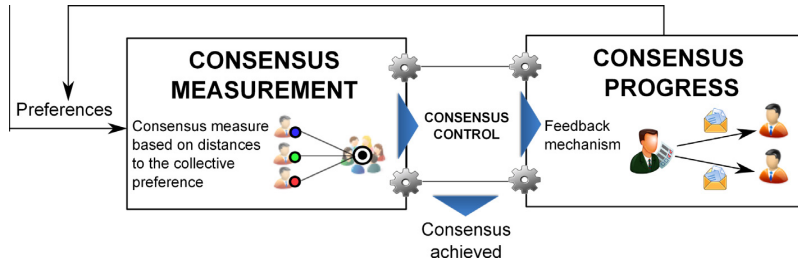 Preferences
CONSENSUS
MEASUREMENT
Consensus measure
based on distances
to the collective
preference
CONSENSUS
CONTROL
Consensus
achieved
CONSENSUS
PROGRESS
Feedback
mechanism